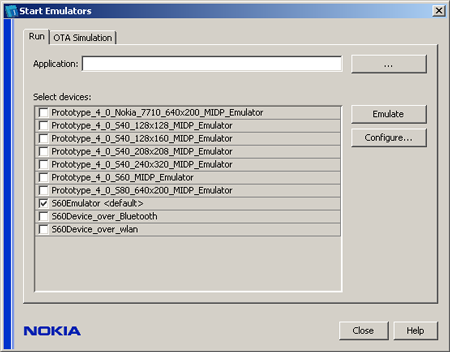 Start Emulators
Run
OTA Simulation
Application:
...
Select devices:
Prototype_4_0_Nokia_7710_640x200_MIDP_Emulator
Prototype_4_0_S40_128x128_MIDP_Emulator
Prototype_4_0_S40_128x160_MIDP_Emulator
Prototype_4_0_S40_208x208_MIDP_Emulator
Prototype_4_0_S40_240x320_MIDP_Emulator
Prototype_4_0_S60_MIDP_Emulator
Prototype_4_0_S80_640x200_MIDP_Emulator
S60Emulator <default>
S60Device_over_Bluetooth
S60Device_over_wlan
Emulate
Configure...
NOKIA
Close
Help